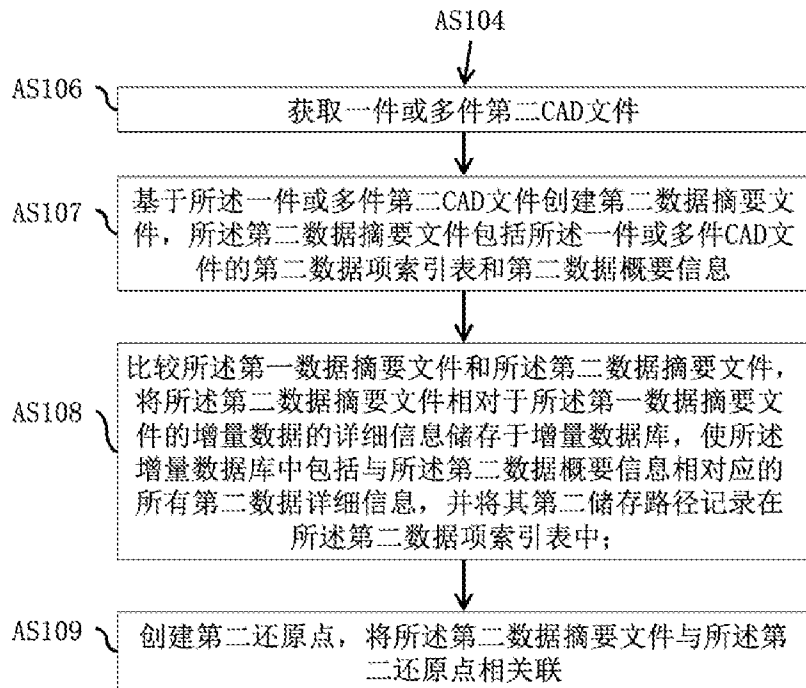 AS104
AS106
获取一件或多件第二CAD文件
AS107
基于所述一件或多件第二CAD文件创建第二数据摘要文
件，所述第二数据摘要文件包括所述一件或多件CAD文
件的第二数据项索引表和第二数据概要信息
AS108
比较所述第一数据摘要文件和所述第二数据摘要文件，
将所述第二数据摘要文件相对于所述第一数据摘要文
件的增量数据的详细信息储存于增量数据库，使所述
增量数据库中包括与所述第二数据概要信息相对应的
所有第二数据详细信息，并将其第二储存路径记录在
所述第二数据项索引表中；
AS109
创建第二还原点，将所述第二数据摘要文件与所述第
二还原点相关联